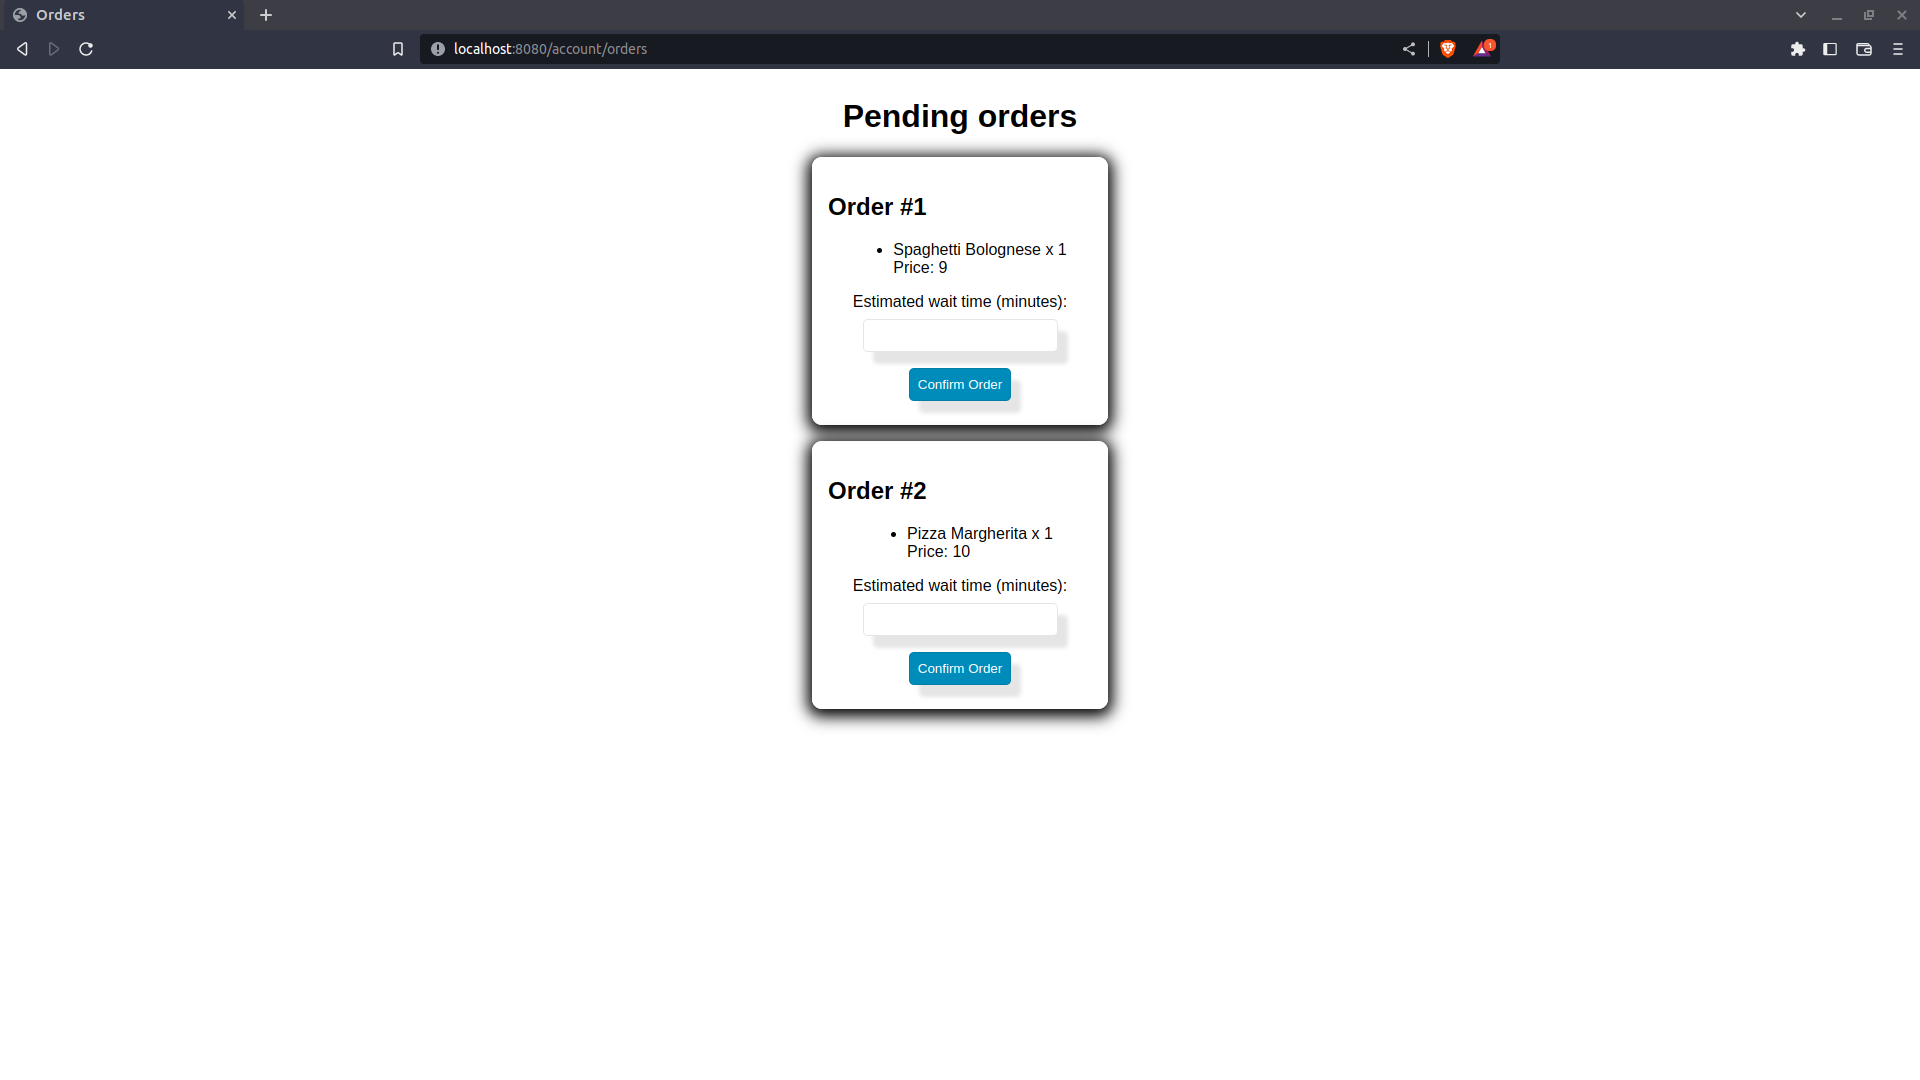 Orders
localhost:8080/account/orders
1
Pending orders
Order #1
• Spaghetti Bolognese x 1
Price: 9
Estimated wait time (minutes):
Confirm Order
Order #2
• Pizza Margherita x 1
Price: 10
Estimated wait time (minutes):
Confirm Order